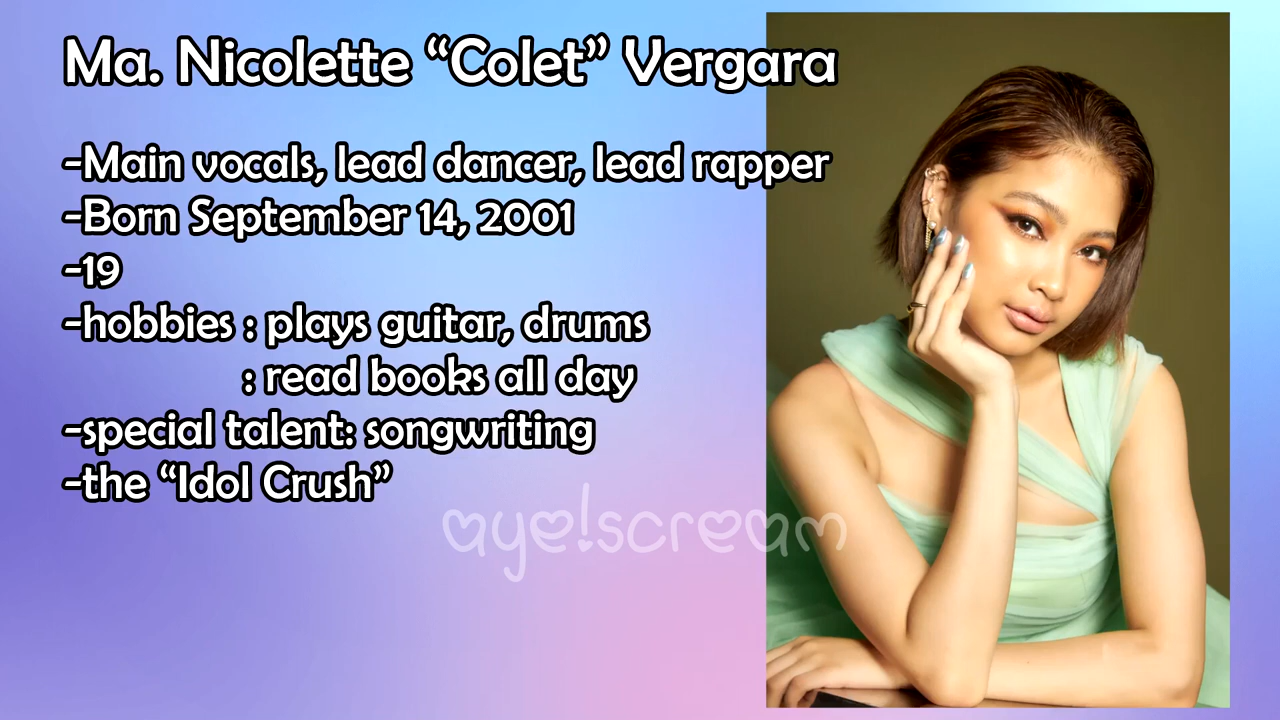 Ma. Nicolette “Colet” Vergara
-Main vocals, lead dancer, lead rapper
-Born September 14, 2001
-19
-hobbies : plays guitar, drums
: read books all day
-special talent: songwriting
-the “Idol Crush”
aye!scream